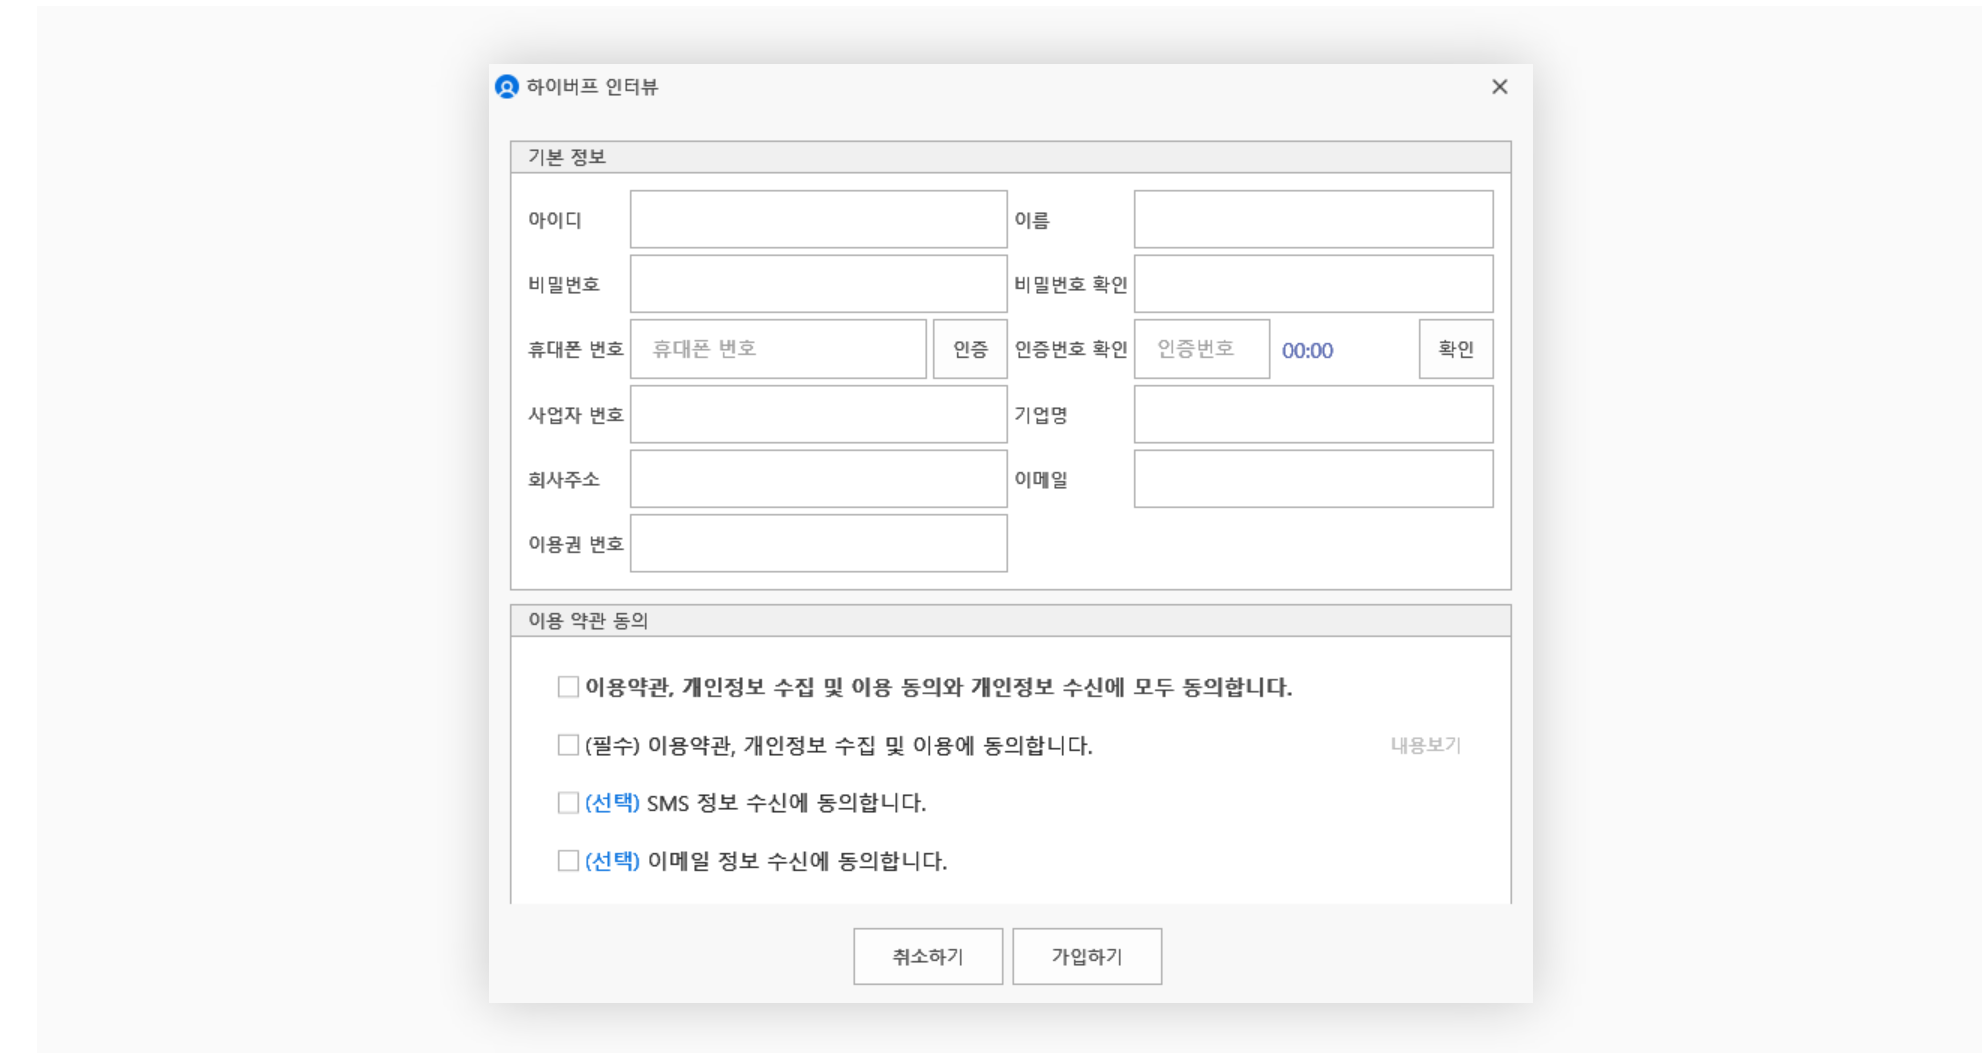 하이버프 인터뷰
기본 정보
아이디 이름
비밀번호 비밀번호 확인
휴대폰 번호 휴대폰 번호 인증 인증번호 확인 인증번호 00:00 확인
사업자 번호 기업명
회사주소 이메일
이용권 번호
이용 약관 동의
이용약관, 개인정보 수집 및 이용 동의와 개인정보 수신에 모두 동의합니다.
(필수) 이용약관, 개인정보 수집 및 이용에 동의합니다. 내용보기
(선택) SMS 정보 수신에 동의합니다.
(선택) 이메일 정보 수신에 동의합니다.
취소하기 가입하기